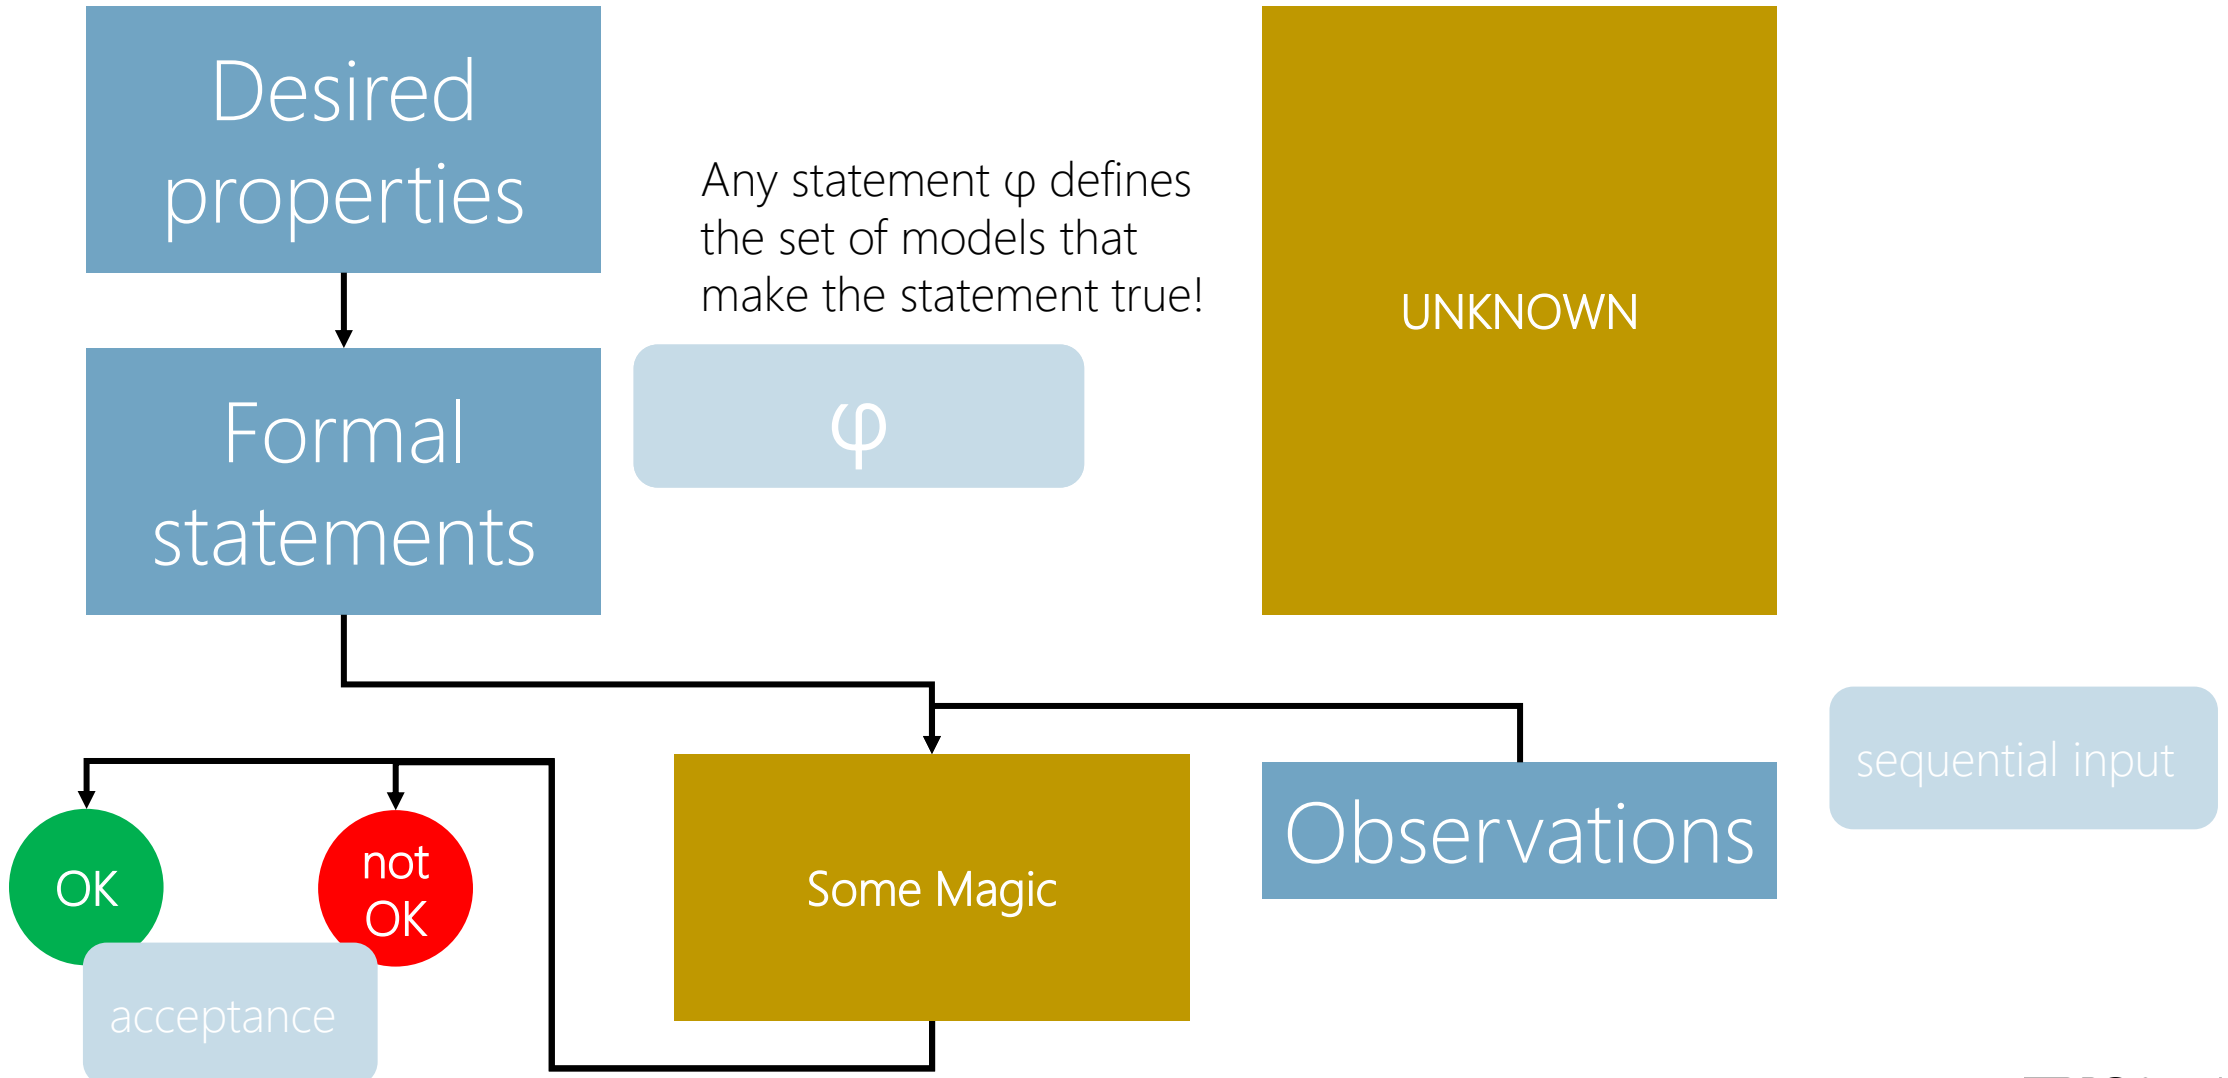 Desired
properties
Any statement φ defines
the set of models that
make the statement true!
UNKNOWN
Formal
statements
φ
sequential input
Observations
OK
not
OK
Some Magic
acceptance